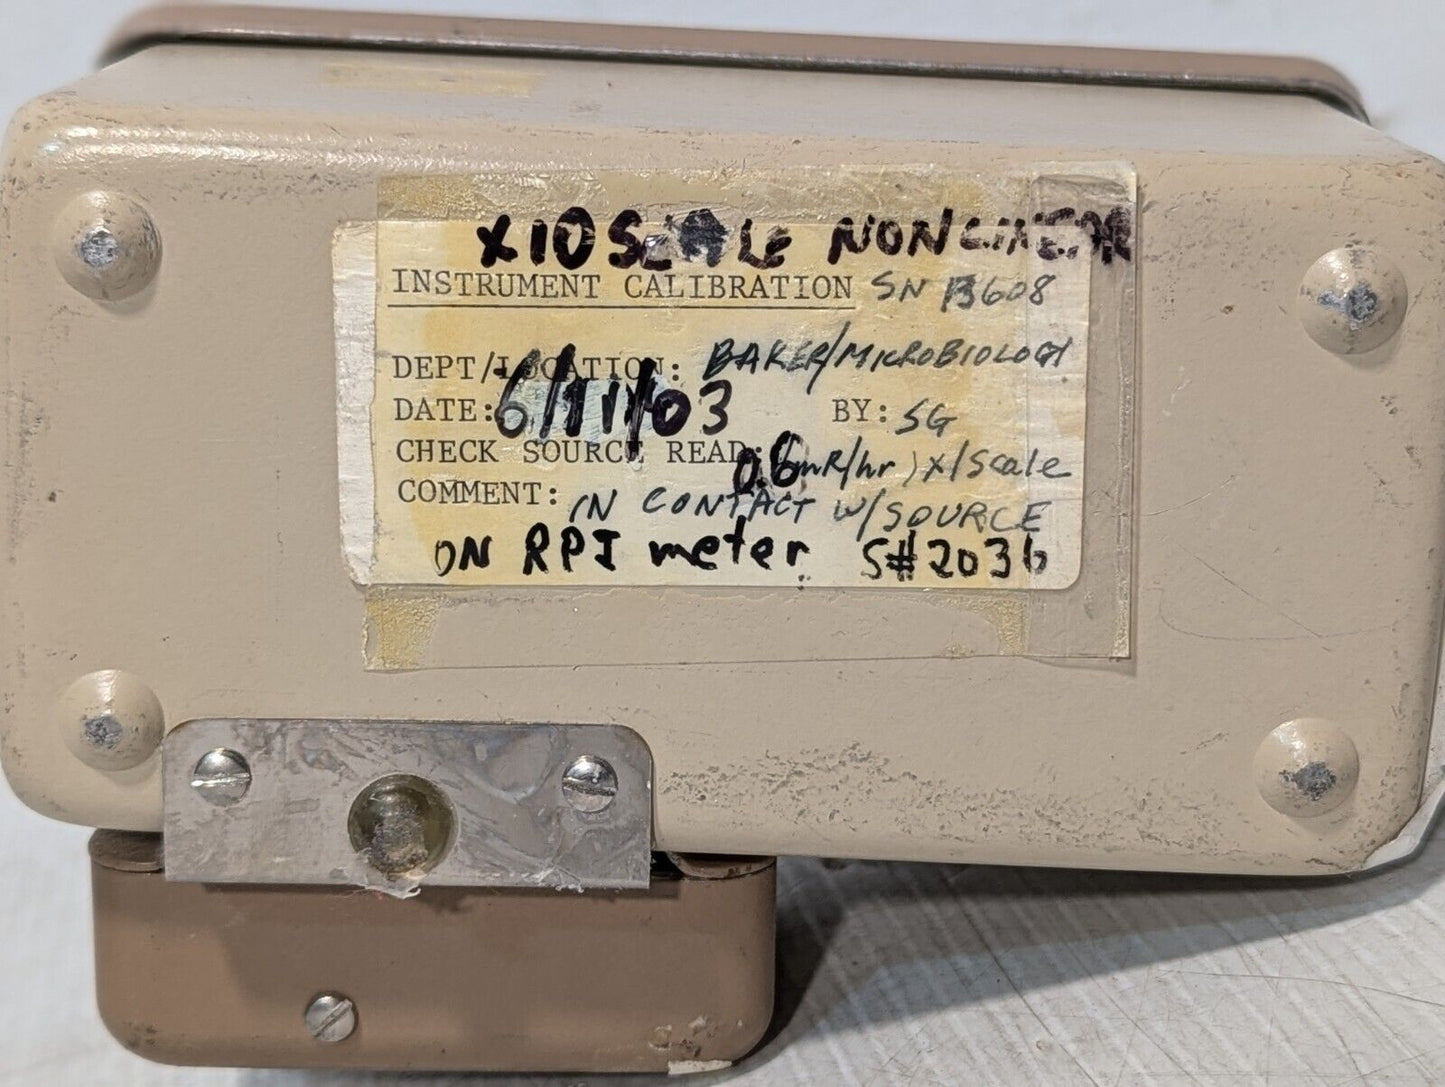 X10 SCALE NONLINEAR
INSTRUMENT CALIBRATION SN B608
DEPT/LOCATION: BAKER/MICROBIOLOGY
DATE: 6/11/03 BY: SG
CHECK SOURCE READ: 0.6 mR/hr, X1 Scale
COMMENT: IN CONTACT W/SOURCE
ON RPI meter S#2036